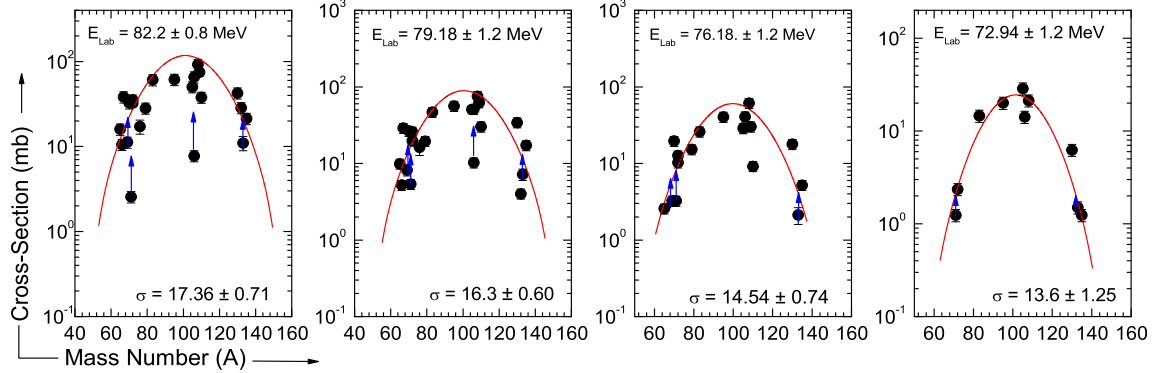 Cross-Section (mb)
Mass Number (A)
E_Lab = 82.2 ± 0.8 MeV
σ = 17.36 ± 0.71
10^2
10^1
10^0
10^-1
40 60 80 100 120 140 160
E_Lab = 79.18 ± 1.2 MeV
σ = 16.3 ± 0.60
10^3
10^2
10^1
10^0
10^-1
40 60 80 100 120 140 160
E_Lab = 76.18. ± 1.2 MeV
σ = 14.54 ± 0.74
10^3
10^2
10^1
10^0
10^-1
60 80 100 120 140 160
E_Lab = 72.94 ± 1.2 MeV
σ = 13.6 ± 1.25
10^2
10^1
10^0
10^-1
40 60 80 100 120 140 160